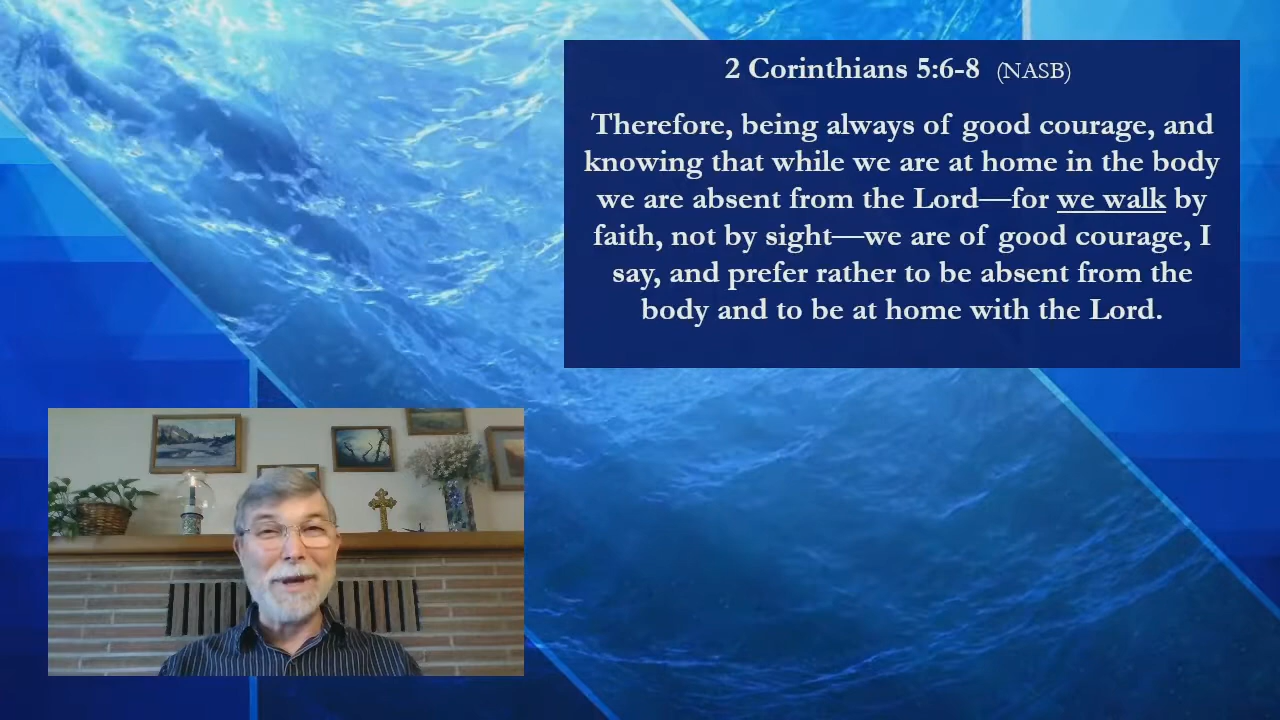 2 Corinthians 5:6-8 (NASB)
Therefore, being always of good courage, and
knowing that while we are at home in the body
we are absent from the Lord—for we walk by
faith, not by sight—we are of good courage, I
say, and prefer rather to be absent from the
body and to be at home with the Lord.